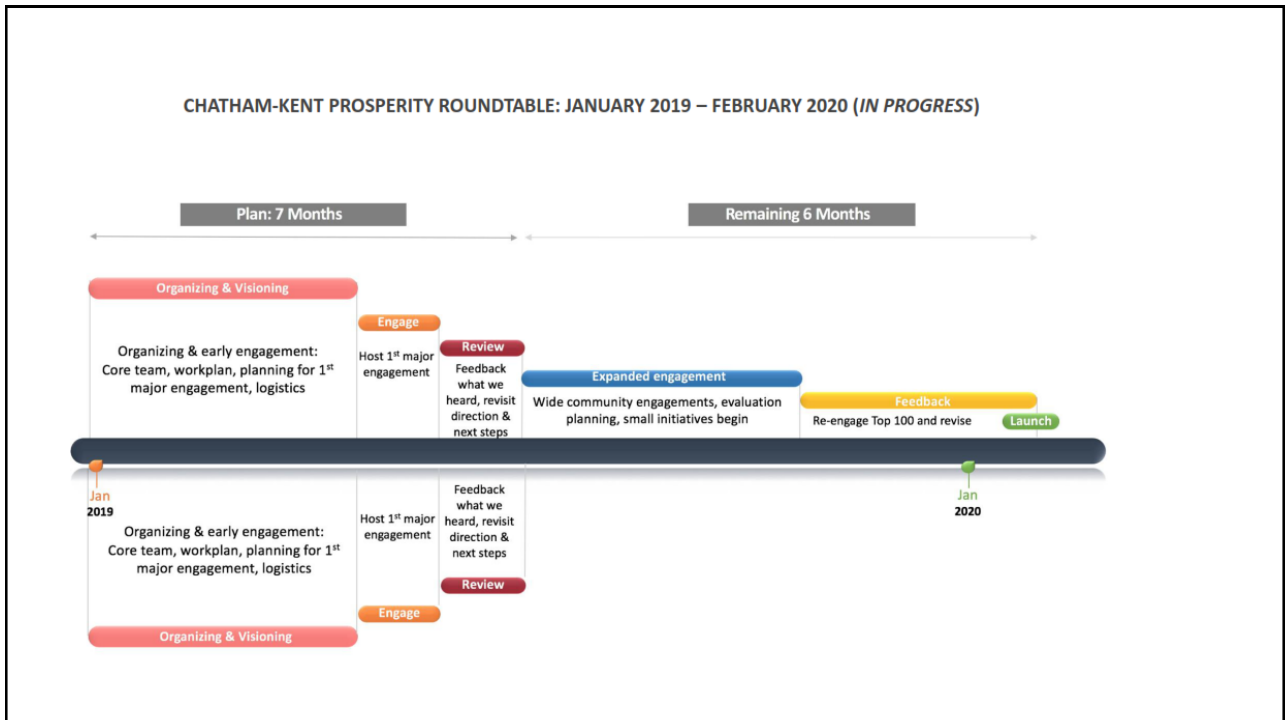 CHATHAM-KENT PROSPERITY ROUNDTABLE: JANUARY 2019 – FEBRUARY 2020 (IN PROGRESS)
Plan: 7 Months
Remaining 6 Months
Organizing & Visioning
Organizing & early engagement:
Core team, workplan, planning for 1st
major engagement, logistics
Engage
Host 1st major
engagement
Review
Feedback
what we
heard, revisit
direction &
next steps
Expanded engagement
Wide community engagements, evaluation
planning, small initiatives begin
Feedback
Re-engage Top 100 and revise
Launch
Jan
2019
Jan
2020
Organizing & early engagement:
Core team, workplan, planning for 1st
major engagement, logistics
Organizing & Visioning
Host 1st major
engagement
Engage
Feedback
what we
heard, revisit
direction &
next steps
Review